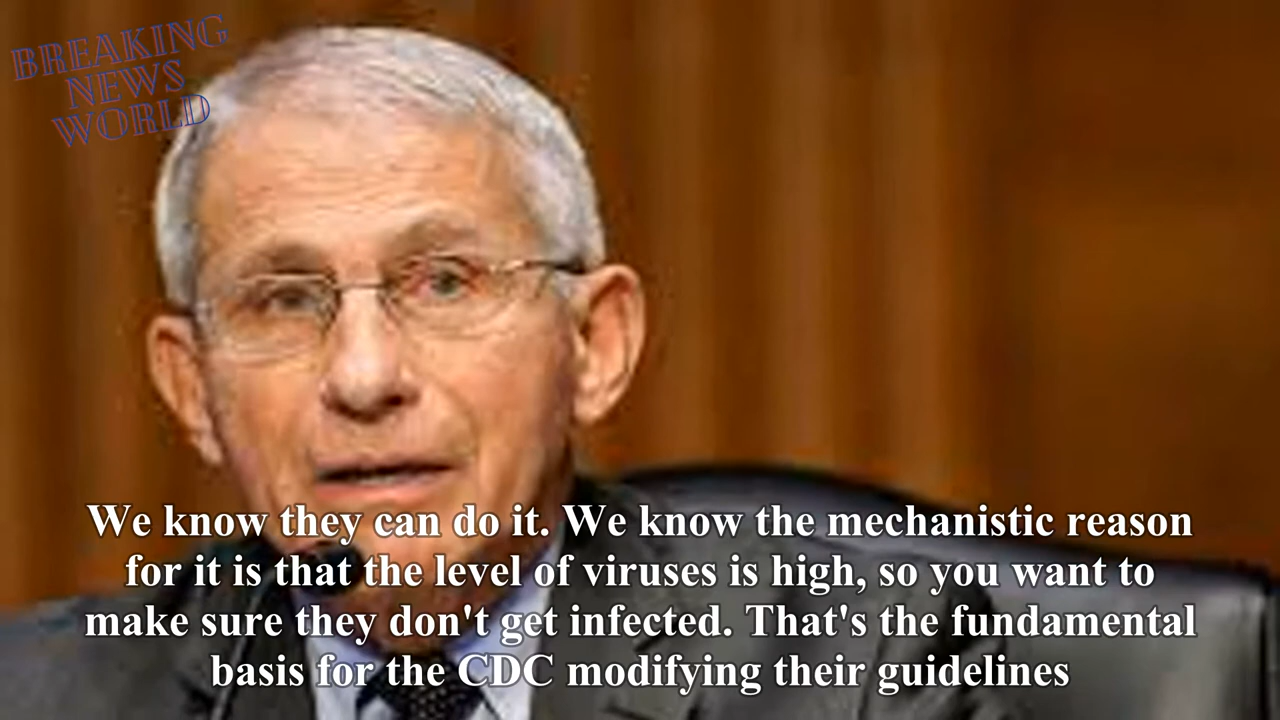 BREAKING
NEWS
WORLD
We know they can do it. We know the mechanistic reason
for it is that the level of viruses is high, so you want to
make sure they don't get infected. That's the fundamental
basis for the CDC modifying their guidelines